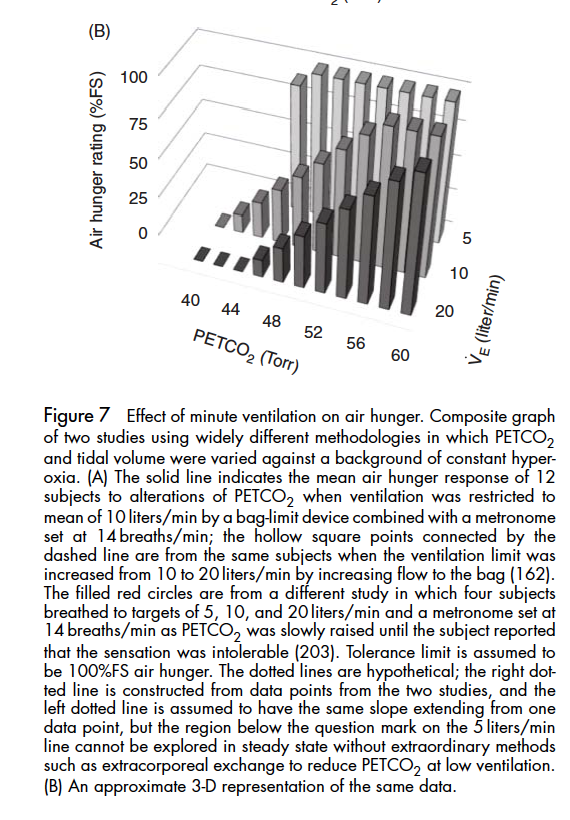 (B)
Air hunger rating (%FS)
100
75
50
25
0
5
10
20
V̇E (liter/min)
40
44
48
52
56
60
PETCO₂ (Torr)
Figure 7 Effect of minute ventilation on air hunger. Composite graph
of two studies using widely different methodologies in which PETCO₂
and tidal volume were varied against a background of constant hyper-
oxia. (A) The solid line indicates the mean air hunger response of 12
subjects to alterations of PETCO₂ when ventilation was restricted to
mean of 10 liters/min by a bag-limit device combined with a metronome
set at 14 breaths/min; the hollow square points connected by the
dashed line are from the same subjects when the ventilation limit was
increased from 10 to 20 liters/min by increasing flow to the bag (162).
The filled red circles are from a different study in which four subjects
breathed to targets of 5, 10, and 20 liters/min and a metronome set at
14 breaths/min as PETCO₂ was slowly raised until the subject reported
that the sensation was intolerable (203). Tolerance limit is assumed to
be 100%FS air hunger. The dotted lines are hypothetical; the right dot-
ted line is constructed from data points from the two studies, and the
left dotted line is assumed to have the same slope extending from one
data point, but the region below the question mark on the 5 liters/min
line cannot be explored in steady state without extraordinary methods
such as extracorporeal exchange to reduce PETCO₂ at low ventilation.
(B) An approximate 3-D representation of the same data.